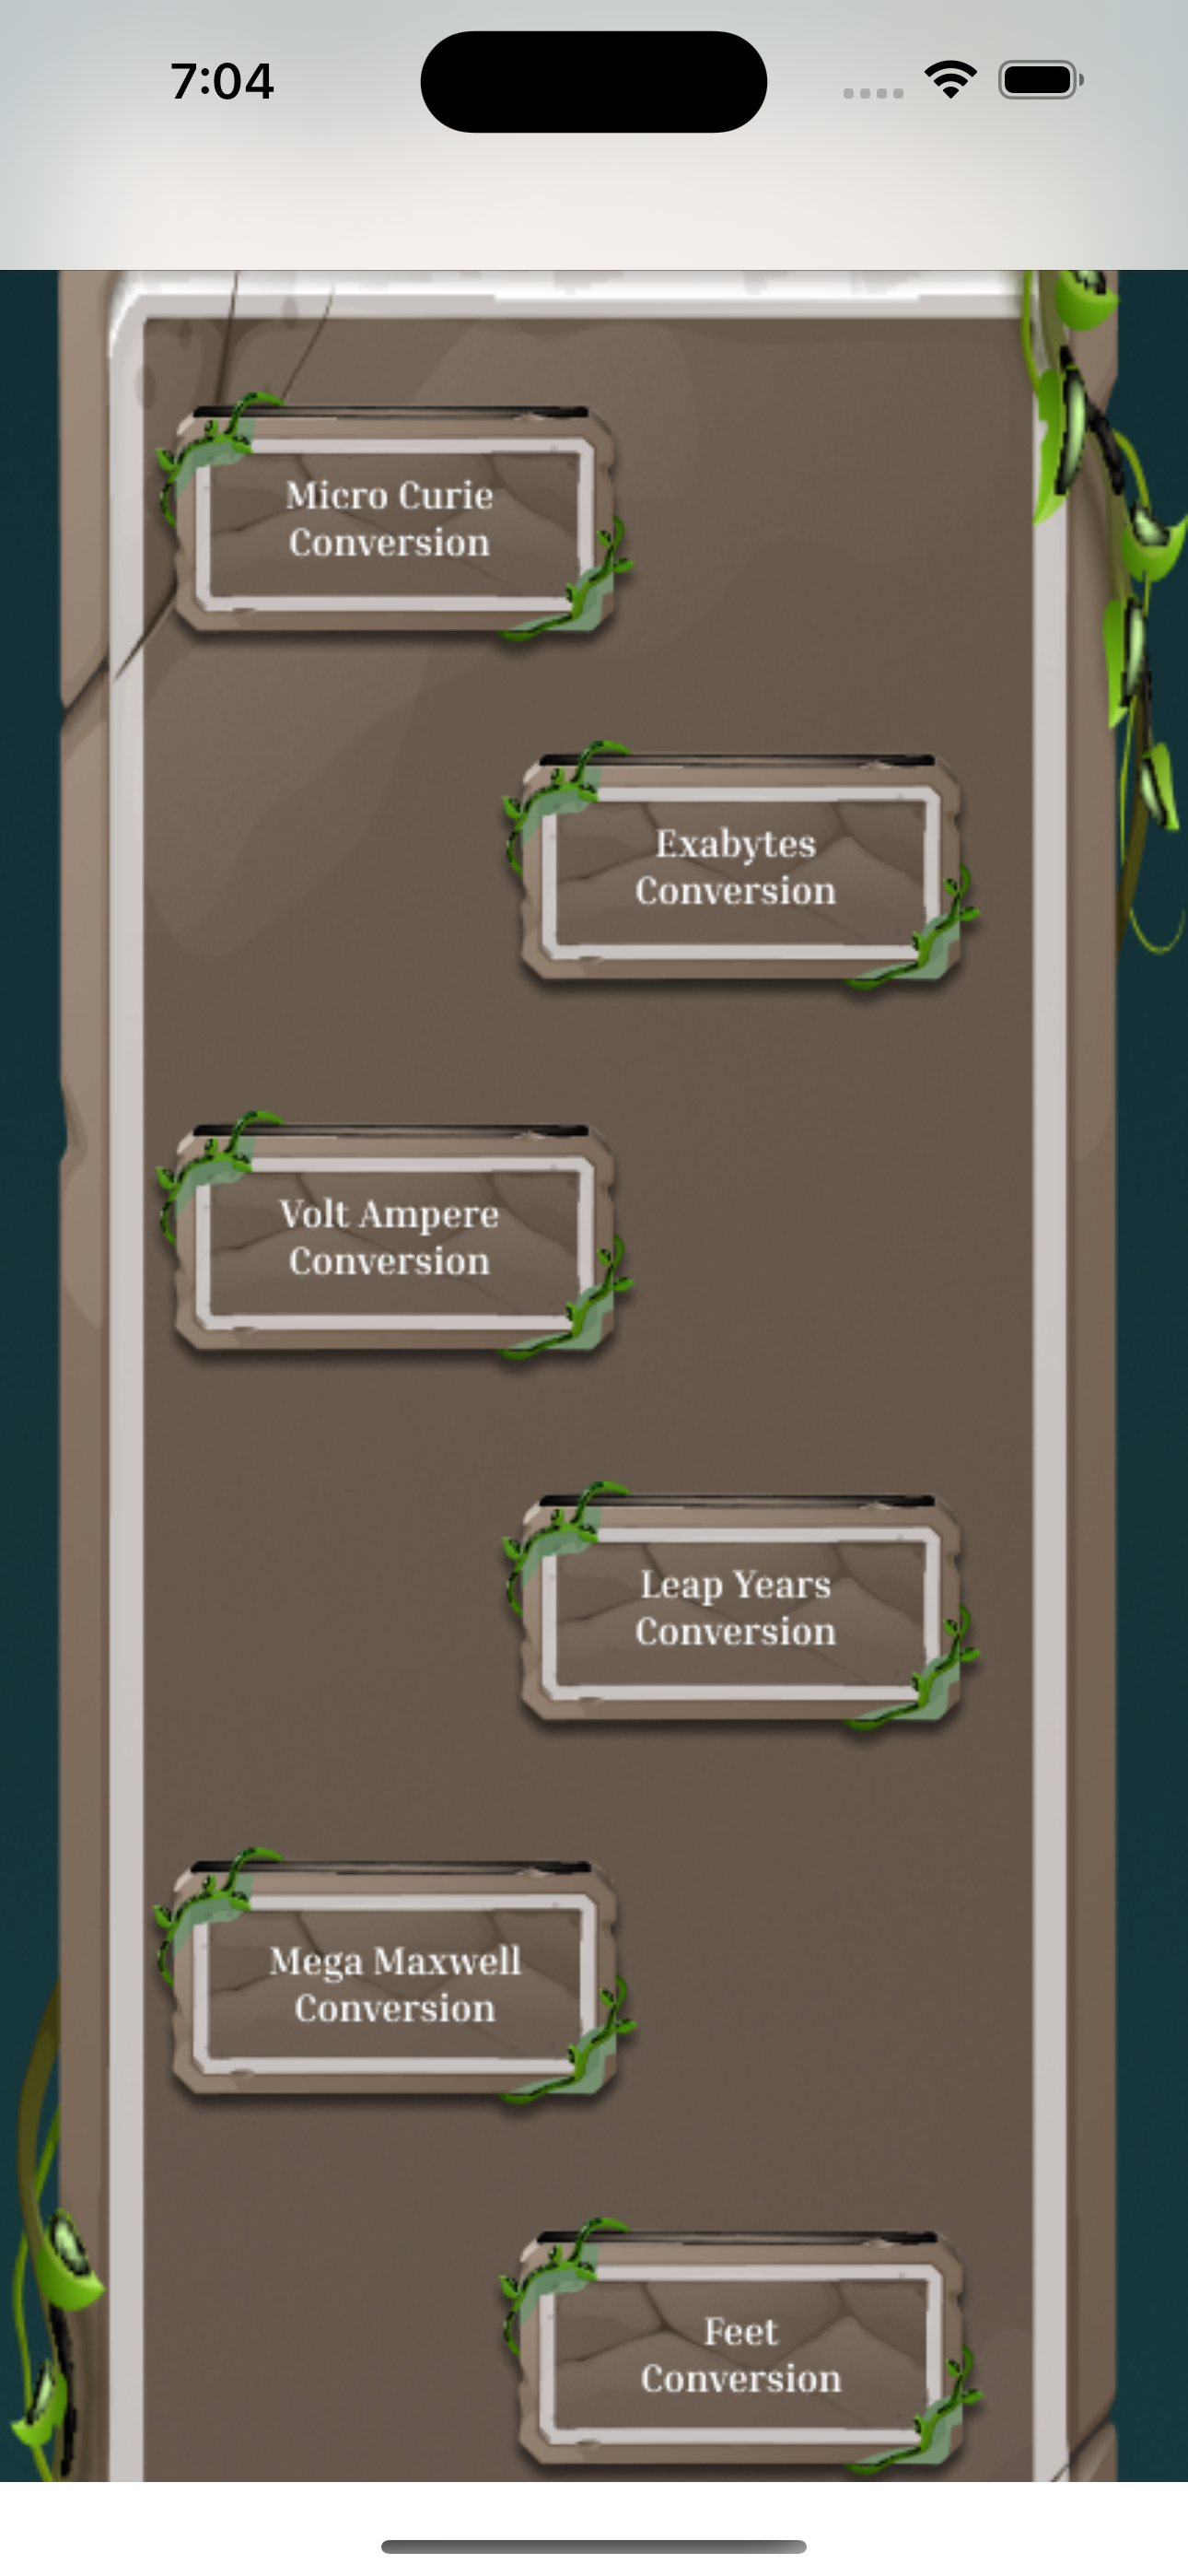 7:04
Micro Curie
Conversion
Exabytes
Conversion
Volt Ampere
Conversion
Leap Years
Conversion
Mega Maxwell
Conversion
Feet
Conversion